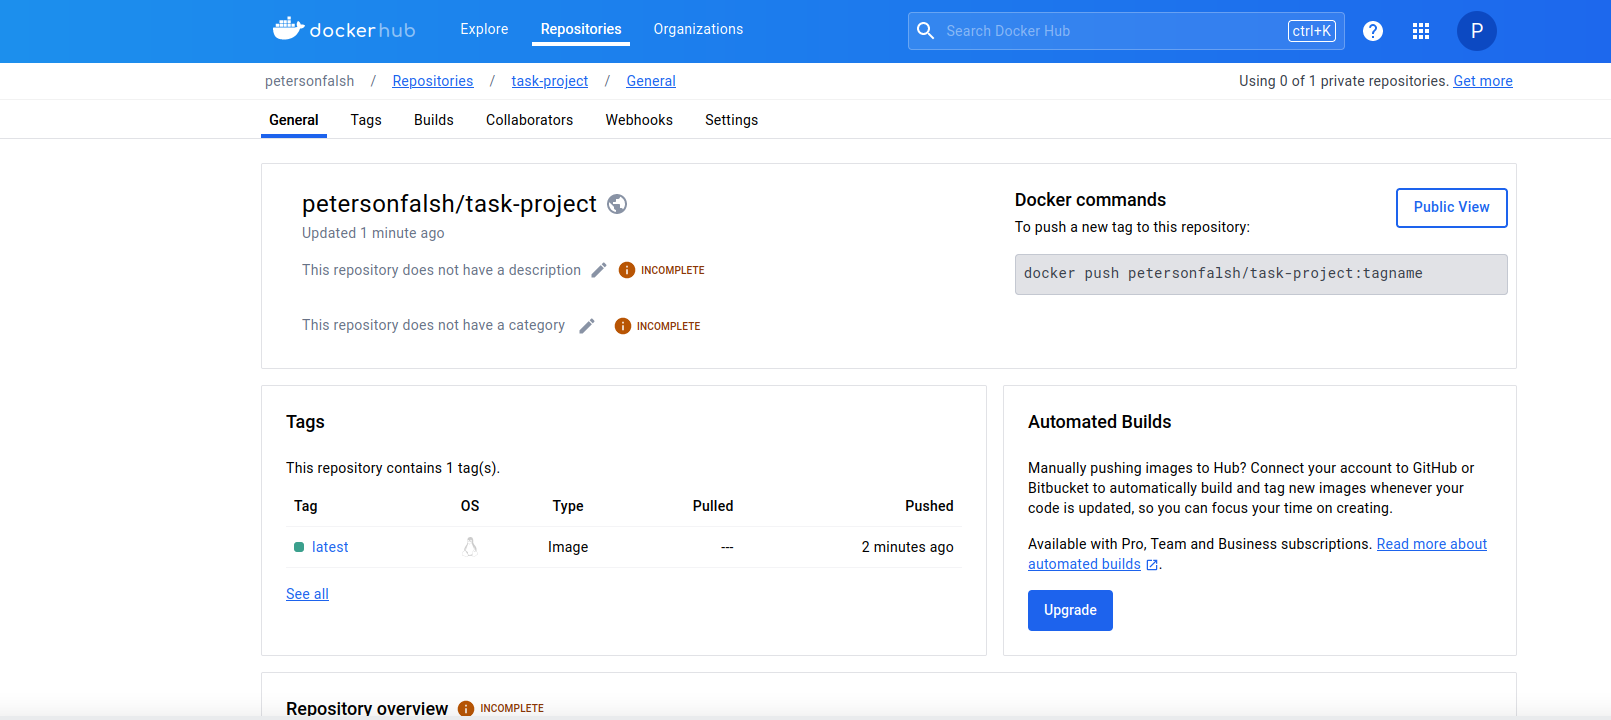 docker hub
Explore
Repositories
Organizations
Search Docker Hub
ctrl+K
?
P
petersonfalsh / Repositories / task-project / General
Using 0 of 1 private repositories. Get more
General
Tags
Builds
Collaborators
Webhooks
Settings
petersonfalsh/task-project
Updated 1 minute ago
This repository does not have a description
INCOMPLETE
This repository does not have a category
INCOMPLETE
Docker commands
Public View
To push a new tag to this repository:
docker push petersonfalsh/task-project:tagname
Tags
This repository contains 1 tag(s).
Tag OS Type Pulled Pushed
latest Image --- 2 minutes ago
See all
Automated Builds
Manually pushing images to Hub? Connect your account to GitHub or
Bitbucket to automatically build and tag new images whenever your
code is updated, so you can focus your time on creating.
Available with Pro, Team and Business subscriptions. Read more about
automated builds .
Upgrade
Repository overview
INCOMPLETE